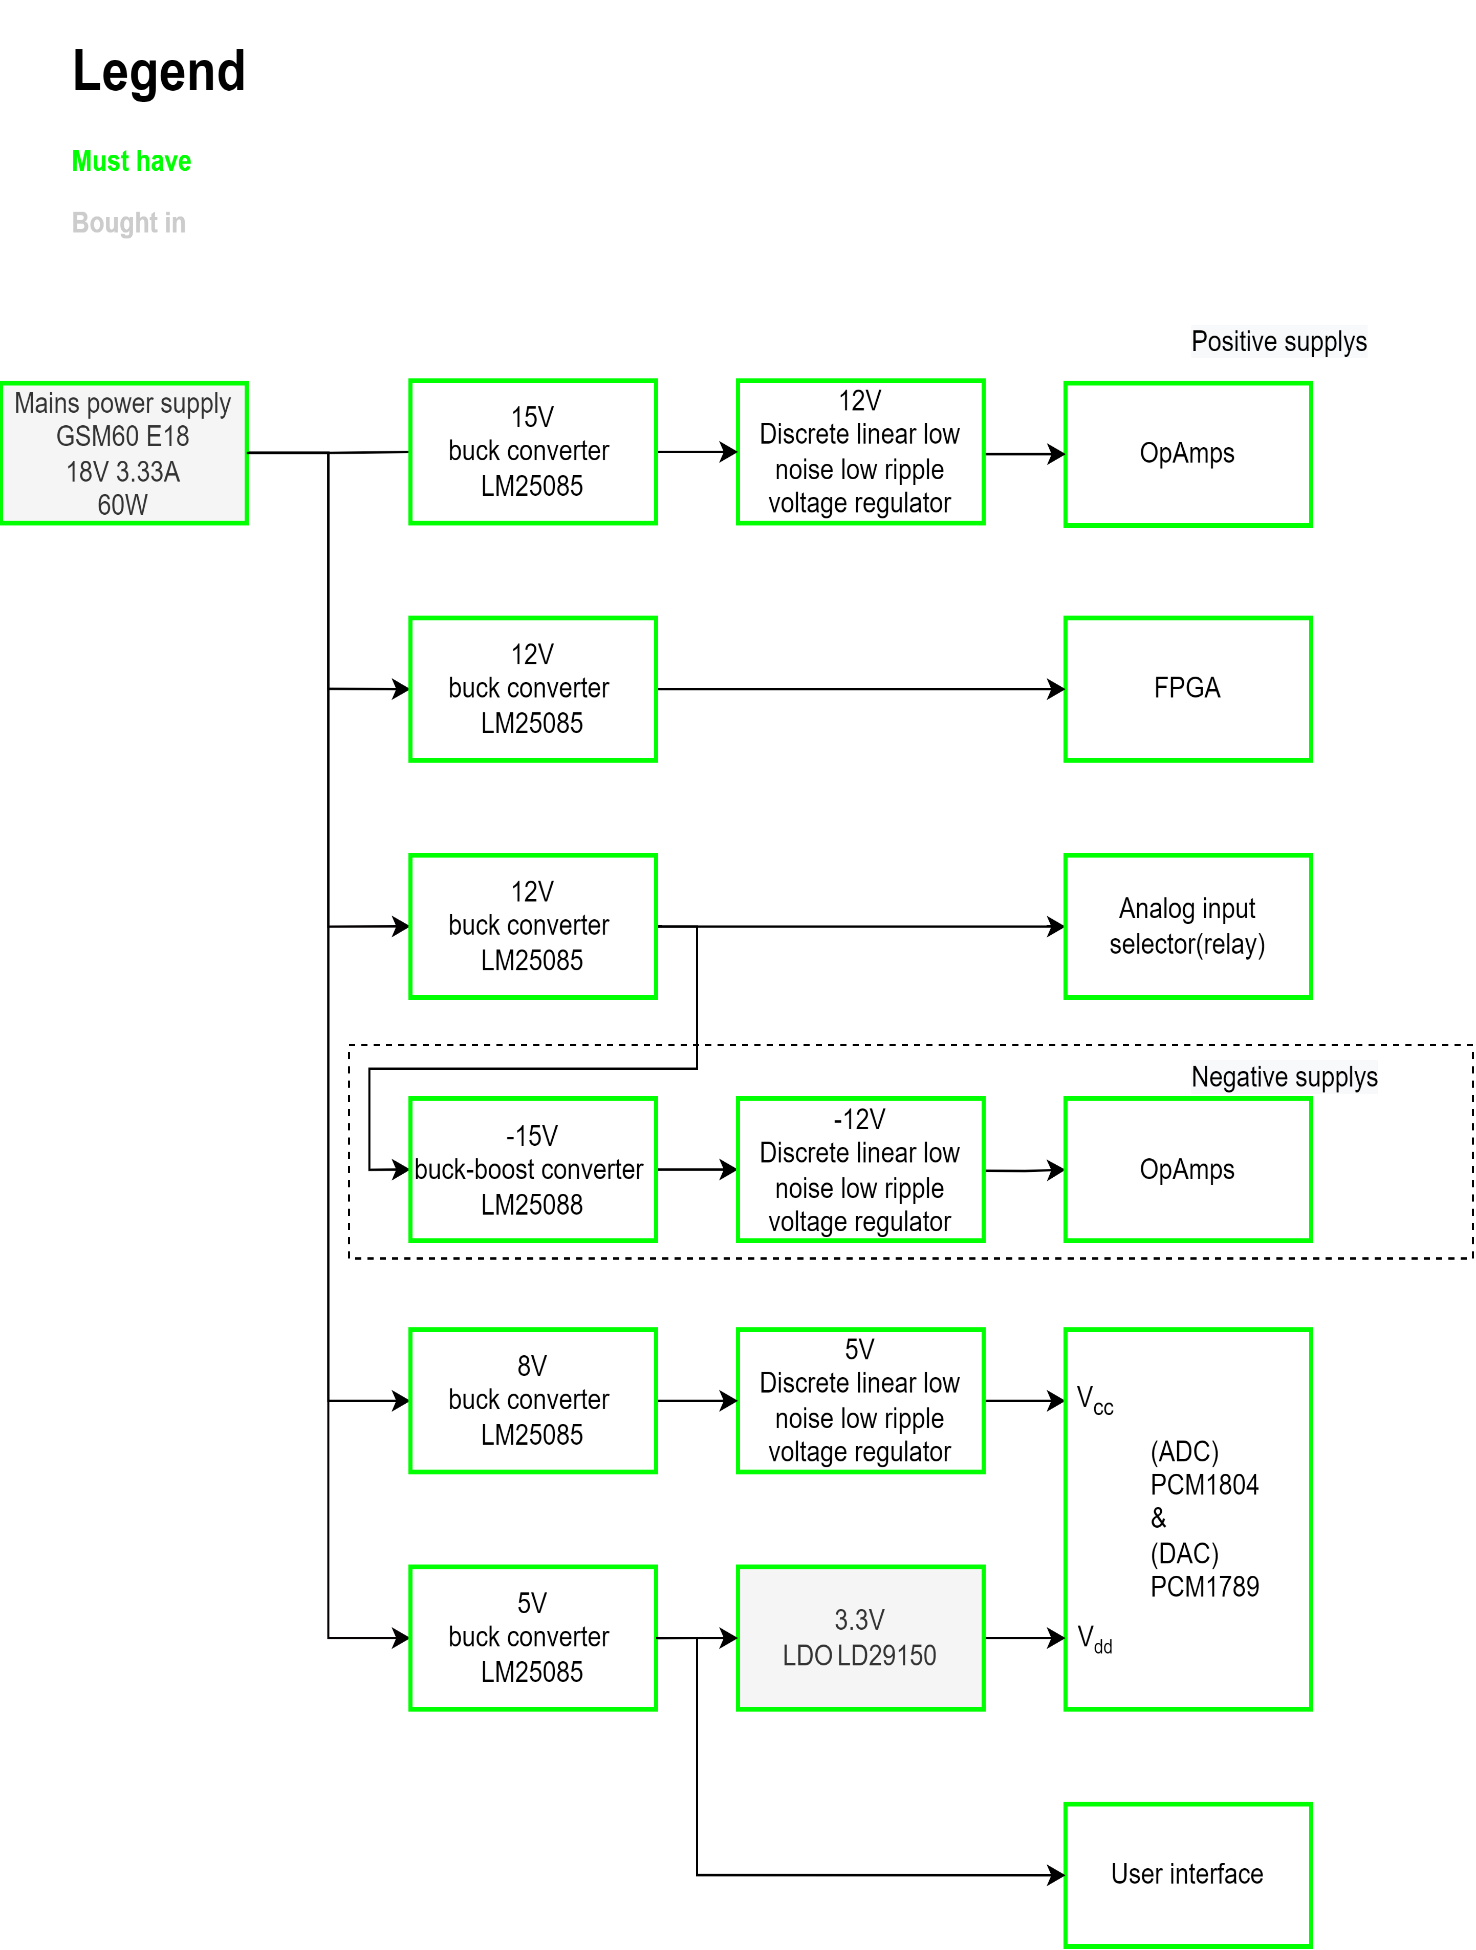 Legend
Must have
Bought in
Positive supplys
Mains power supply
GSM60 E18
18V 3.33A
60W
15V
buck converter
LM25085
12V
Discrete linear low
noise low ripple
voltage regulator
OpAmps
12V
buck converter
LM25085
FPGA
12V
buck converter
LM25085
Analog input
selector(relay)
Negative supplys
-15V
buck-boost converter
LM25088
-12V
Discrete linear low
noise low ripple
voltage regulator
OpAmps
8V
buck converter
LM25085
5V
Discrete linear low
noise low ripple
voltage regulator
Vcc
(ADC)
PCM1804
&
(DAC)
PCM1789
Vdd
5V
buck converter
LM25085
3.3V
LDO LD29150
User interface